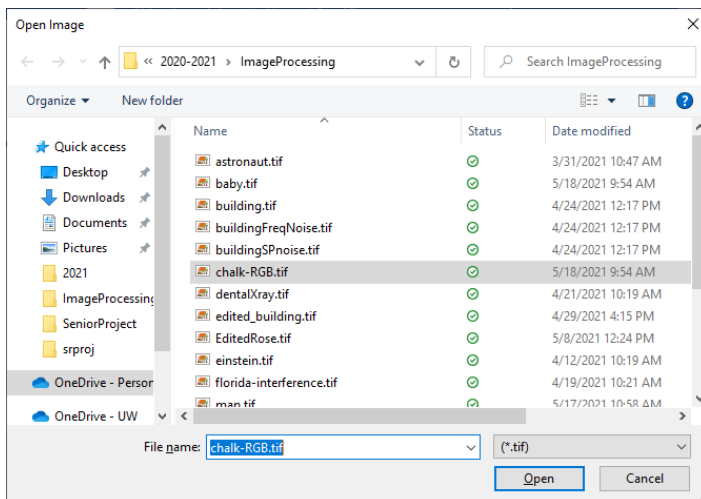 Open Image
« 2020-2021 › ImageProcessing
Search ImageProcessing
Organize
New folder
Name Status Date modified
Quick access
Desktop
Downloads
Documents
Pictures
2021
ImageProcessing
SeniorProject
srproj
OneDrive - Person
OneDrive - UW
astronaut.tif 3/31/2021 10:47 AM
baby.tif 5/18/2021 9:54 AM
building.tif 4/24/2021 12:17 PM
buildingFreqNoise.tif 4/24/2021 12:17 PM
buildingSPnoise.tif 4/24/2021 12:17 PM
chalk-RGB.tif 5/18/2021 9:54 AM
dentalXray.tif 4/21/2021 10:19 AM
edited_building.tif 4/29/2021 4:15 PM
EditedRose.tif 5/8/2021 12:24 PM
einstein.tif 4/12/2021 10:19 AM
florida-interference.tif 4/19/2021 10:21 AM
map.tif 5/17/2021 10:58 AM
File name: chalk-RGB.tif (*.tif)
Open Cancel